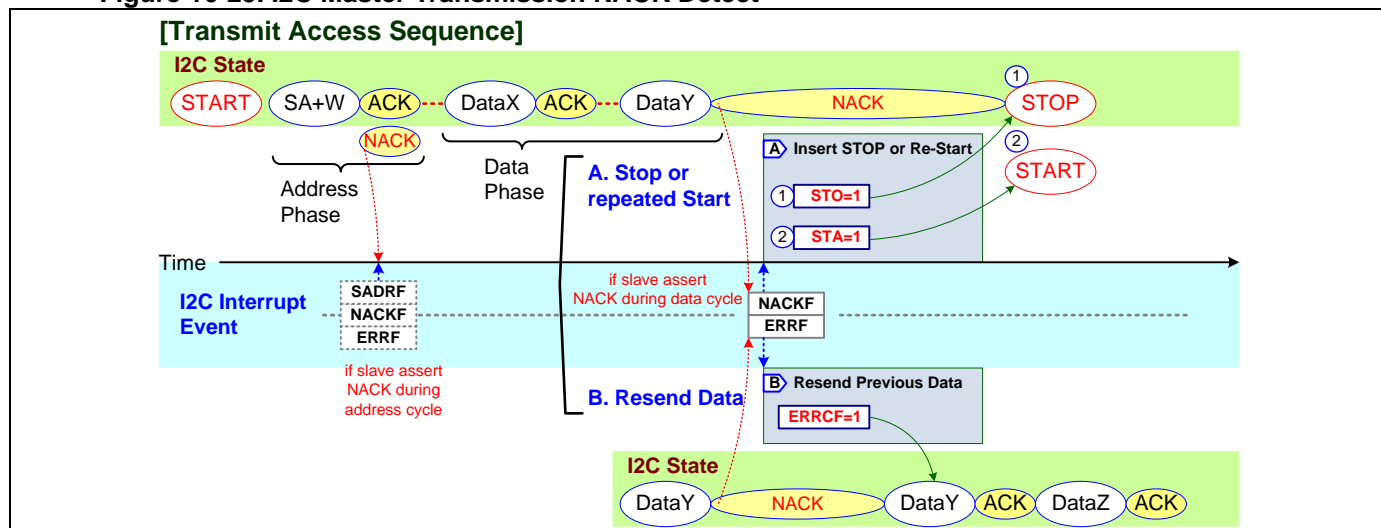 [Transmit Access Sequence]
I2C State
1
START SA+W ACK DataX ACK DataY NACK STOP
NACK
2
START
Address
Phase
Data
Phase
A. Stop or
repeated Start
A Insert STOP or Re-Start
1 STO=1
2 STA=1
Time
I2C Interrupt
Event
SADRF
NACKF
ERRF
if slave assert
NACK during
address cycle
if slave assert
NACK during data cycle
NACKF
ERRF
B. Resend Data
B Resend Previous Data
ERRCF=1
I2C State
DataY NACK DataY ACK DataZ ACK